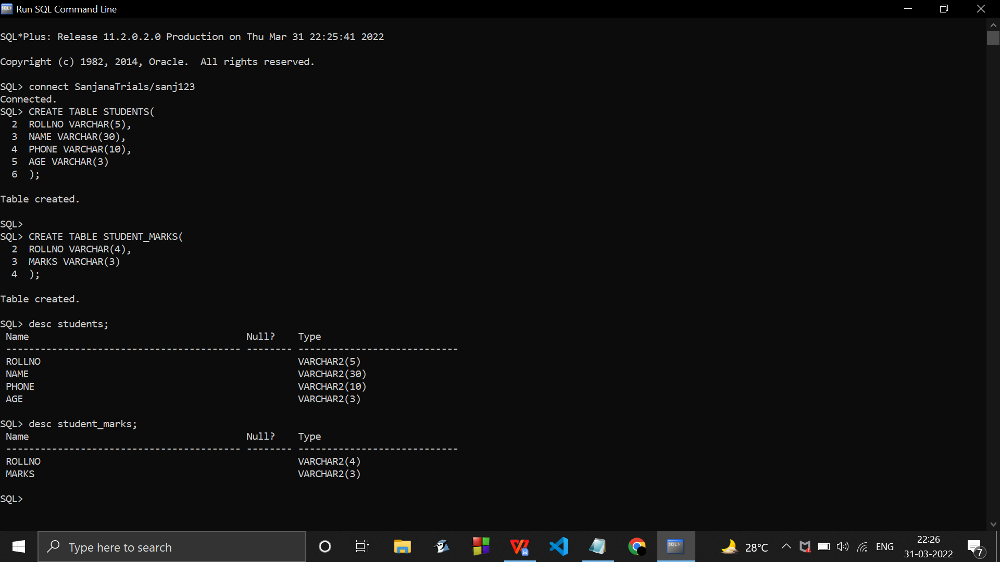 Run SQL Command Line
SQL*Plus: Release 11.2.0.2.0 Production on Thu Mar 31 22:25:41 2022
Copyright (c) 1982, 2014, Oracle.  All rights reserved.
SQL> connect SanjanaTrials/sanj123
Connected.
SQL> CREATE TABLE STUDENTS(
  2  ROLLNO VARCHAR(5),
  3  NAME VARCHAR(30),
  4  PHONE VARCHAR(10),
  5  AGE VARCHAR(3)
  6  );
Table created.
SQL>
SQL> CREATE TABLE STUDENT_MARKS(
  2  ROLLNO VARCHAR(4),
  3  MARKS VARCHAR(3)
  4  );
Table created.
SQL> desc students;
 Name                                      Null?    Type
 ----------------------------------------- -------- ----------------------------
 ROLLNO                                             VARCHAR2(5)
 NAME                                               VARCHAR2(30)
 PHONE                                              VARCHAR2(10)
 AGE                                                VARCHAR2(3)
SQL> desc student_marks;
 Name                                      Null?    Type
 ----------------------------------------- -------- ----------------------------
 ROLLNO                                             VARCHAR2(4)
 MARKS                                              VARCHAR2(3)
SQL>
Type here to search
28°C
ENG
22:26
31-03-2022
7